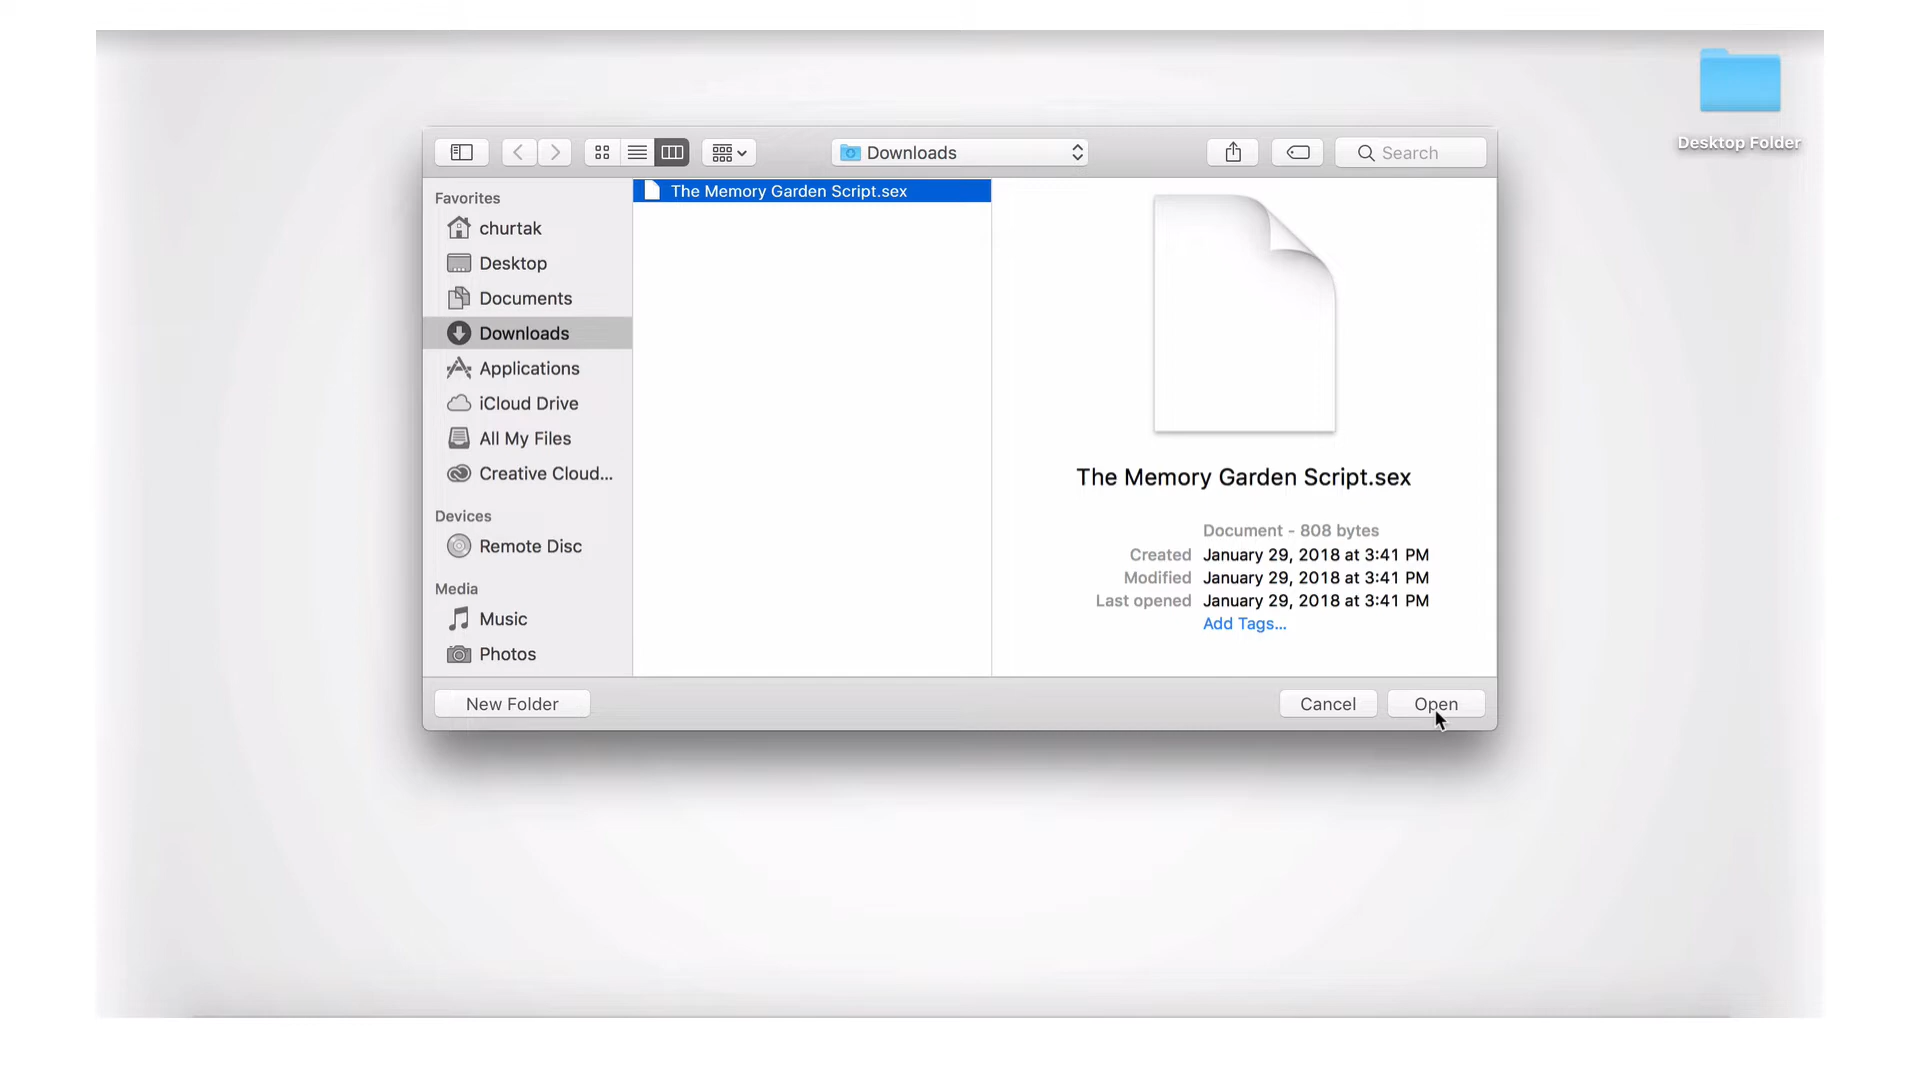 Desktop Folder
Downloads
Search
Favorites
churtak
Desktop
Documents
Downloads
Applications
iCloud Drive
All My Files
Creative Cloud...
Devices
Remote Disc
Media
Music
Photos
The Memory Garden Script.sex
The Memory Garden Script.sex
Document - 808 bytes
Created January 29, 2018 at 3:41 PM
Modified January 29, 2018 at 3:41 PM
Last opened January 29, 2018 at 3:41 PM
Add Tags...
New Folder
Cancel
Open